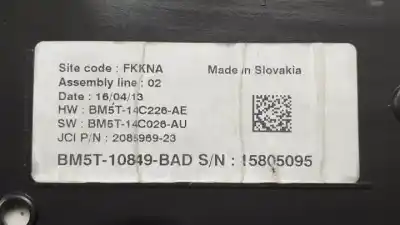 Site code : FKKNA Made in Slovakia
Assembly line : 02
Date : 16/04/13
HW : BM5T-14C226-AE
SW : BM5T-14C026-AU
JCI P/N : 2085969-23
BM5T-10849-BAD S/N : 15805095